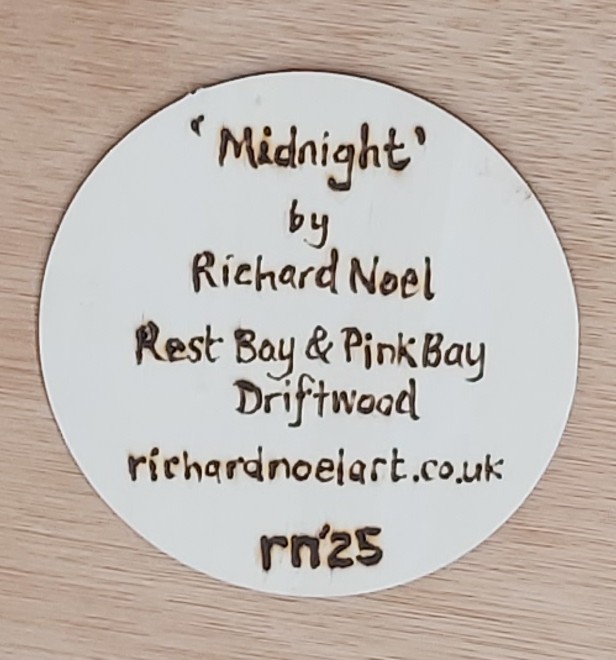 'Midnight'
by
Richard Noel
Rest Bay & Pink Bay
Driftwood
richardnoelart.co.uk
rn'25